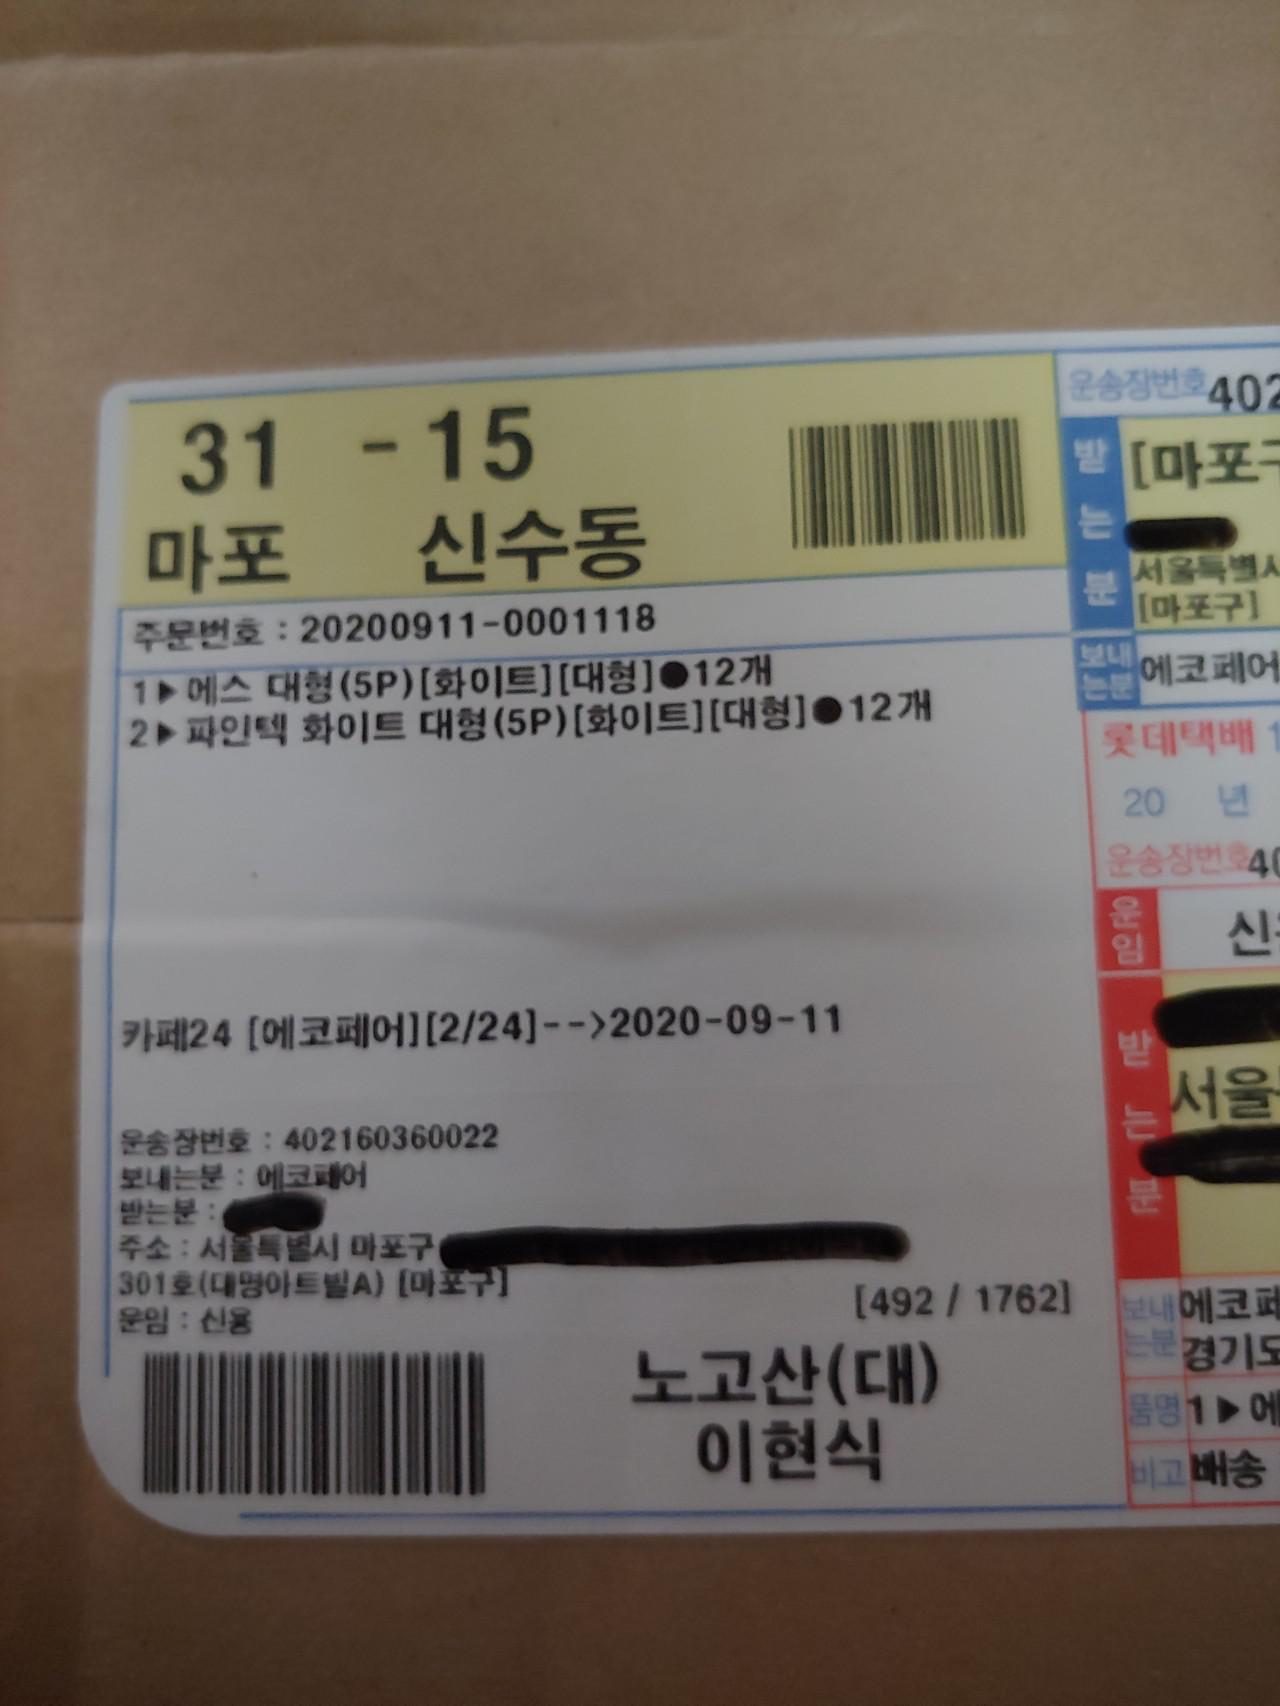 31 - 15
마포 신수동
주문번호 : 20200911-0001118
1▶에스 대형(5P)[화이트][대형]●12개
2▶파인텍 화이트 대형(5P)[화이트][대형]●12개
카페24 [에코페어][2/24]-->2020-09-11
운송장번호 : 402160360022
보내는분 : 에코페어
받는분 :
주소 : 서울특별시 마포구
301호(대명아트빌A) [마포구]
운임 : 신용
[492 / 1762]
노고산(대)
이현식
운송장번호 402
받는분
[마포구
서울특별시
[마포구]
보내는분 에코페어
롯데택배 1
20 년
운송장번호 40
운임 신
받는분
서울
보내는분 에코페
경기도
품명 1▶에
비고 배송